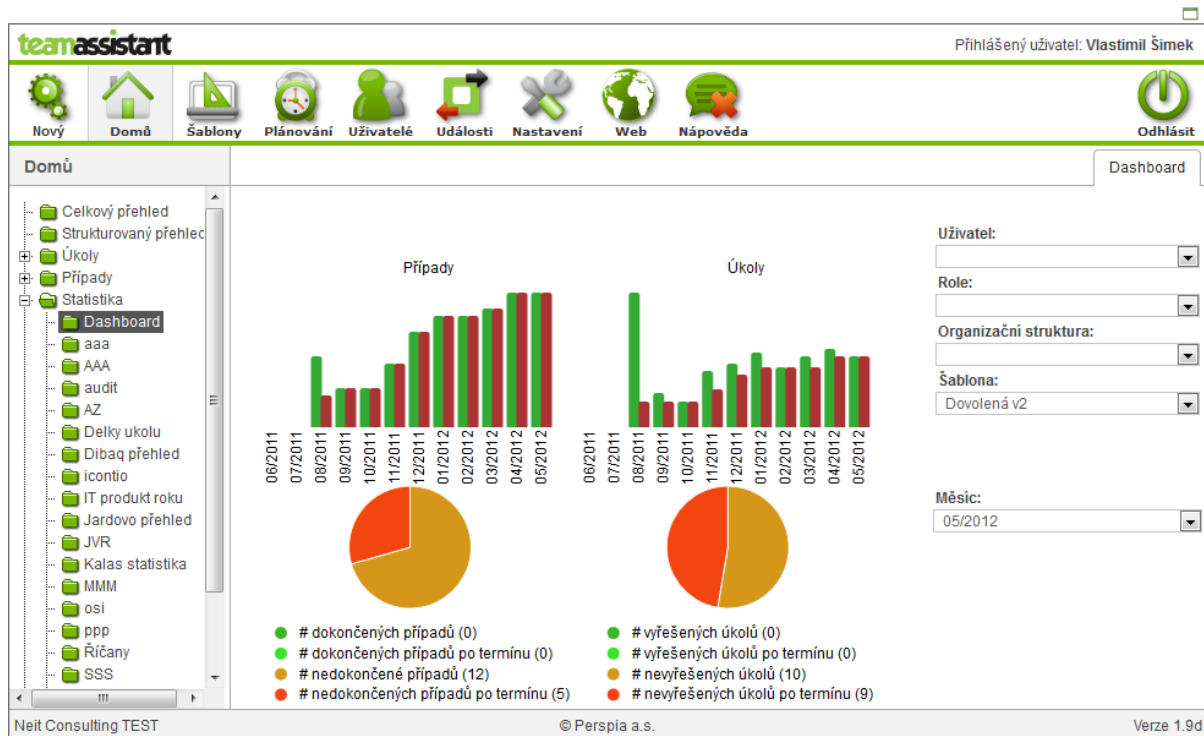 teamassistant
Přihlášený uživatel: Vlastimil Šimek
Nový Domů Šablony Plánování Uživatelé Události Nastavení Web Nápověda Odhlásit
Domů
Dashboard
Celkový přehled
Strukturovaný přehlec
Úkoly
Případy
Statistika
Dashboard
aaa
AAA
audit
AZ
Delky ukolu
Dibaq přehled
icontio
IT produkt roku
Jardovo přehled
JVR
Kalas statistika
MMM
osi
ppp
Říčany
SSS
Případy
06/2011 07/2011 08/2011 09/2011 10/2011 11/2011 12/2011 01/2012 02/2012 03/2012 04/2012 05/2012
# dokončených případů (0)
# dokončených případů po termínu (0)
# nedokončené případů (12)
# nedokončených případů po termínu (5)
Úkoly
06/2011 07/2011 08/2011 09/2011 10/2011 11/2011 12/2011 01/2012 02/2012 03/2012 04/2012 05/2012
# vyřešených úkolů (0)
# vyřešených úkolů po termínu (0)
# nevyřešených úkolů (10)
# nevyřešených úkolů po termínu (9)
Uživatel:
Role:
Organizační struktura:
Šablona:
Dovolená v2
Měsíc:
05/2012
Neit Consulting TEST
© Perspia a.s.
Verze 1.9d